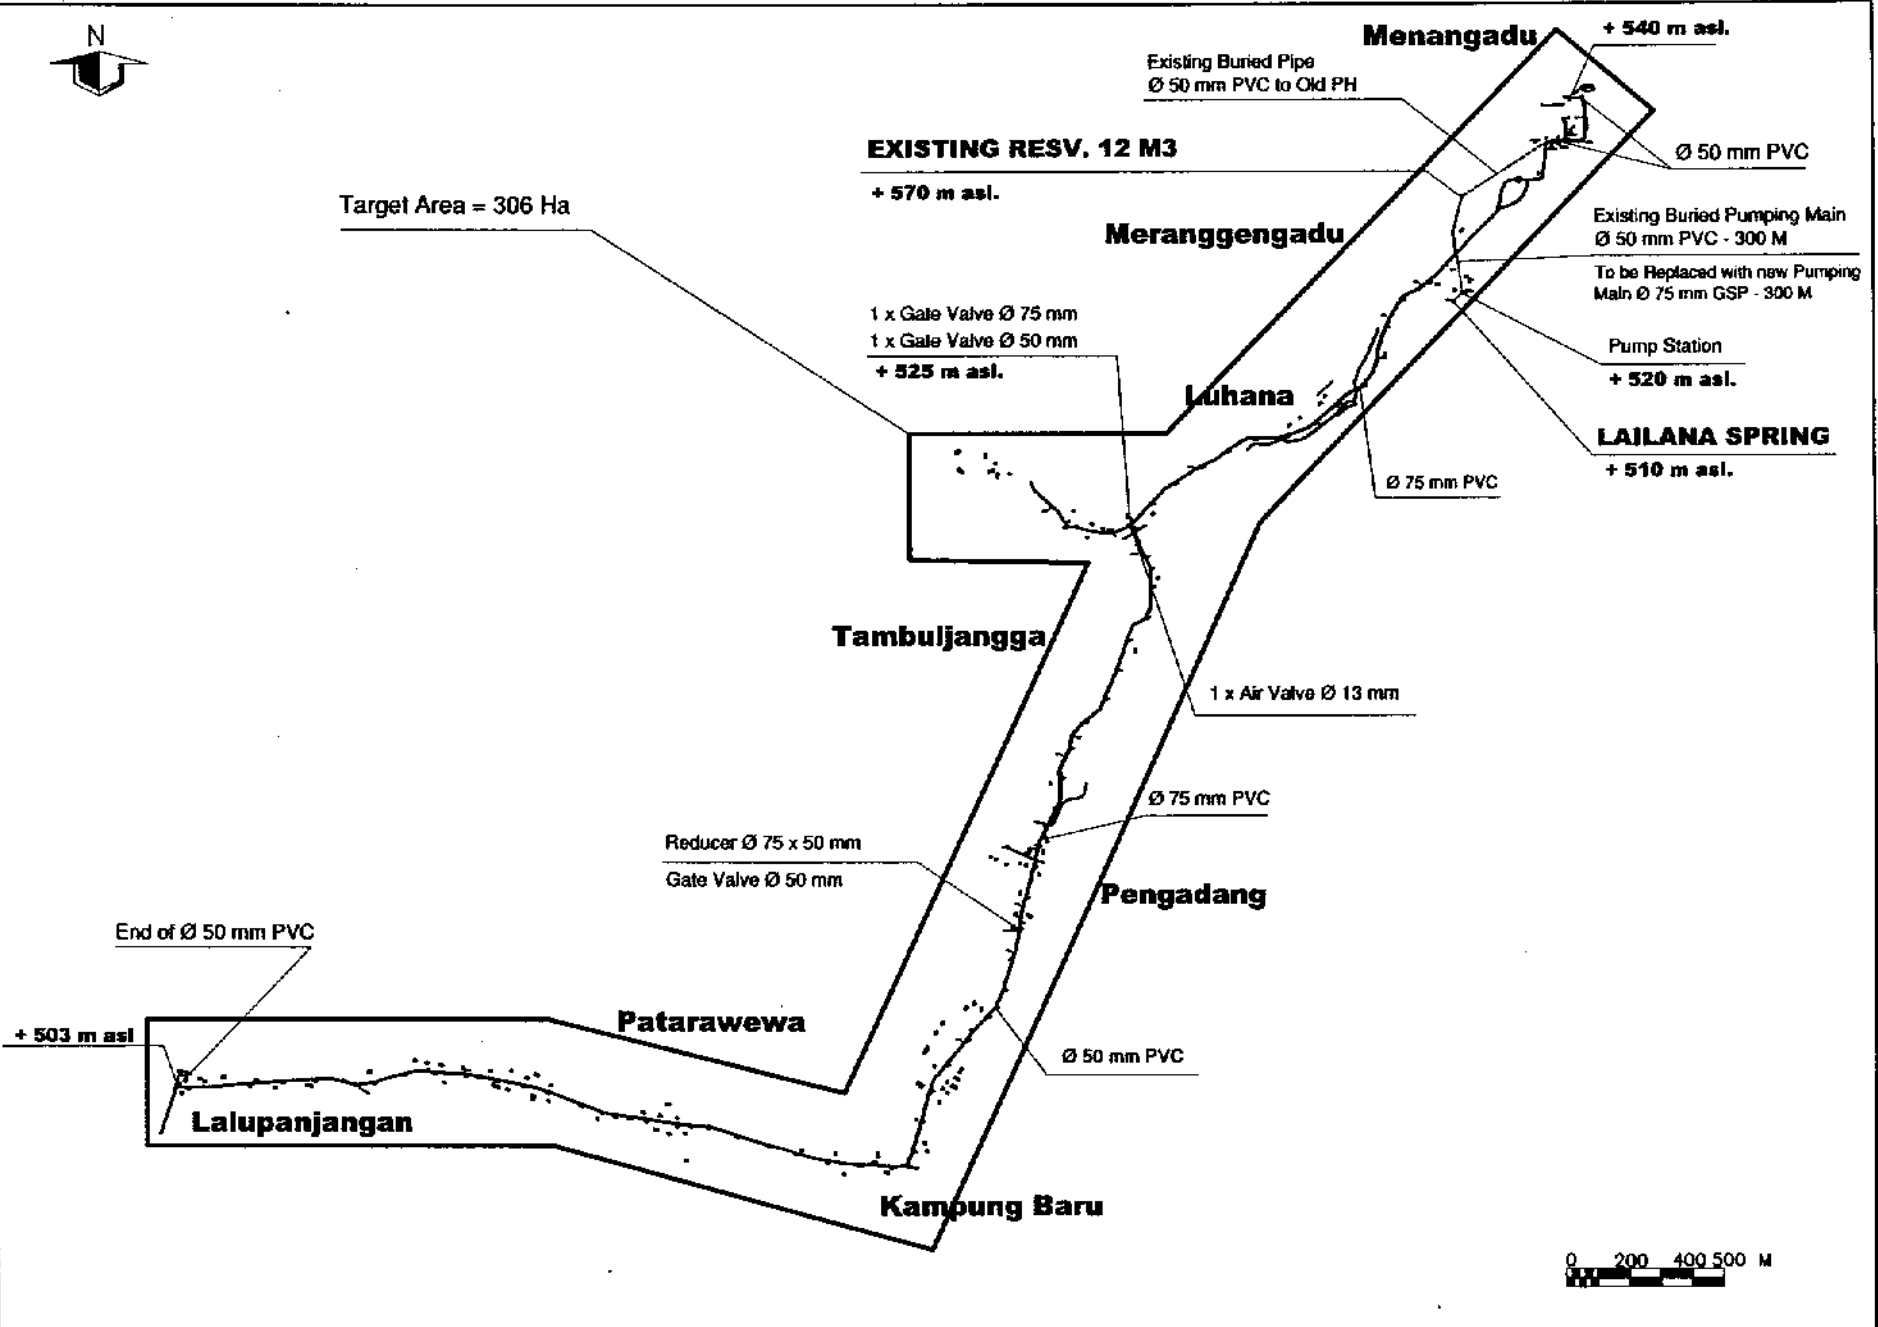 N
Menangadu
+ 540 m asl.
Existing Buried Pipe
Ø 50 mm PVC to Old PH
EXISTING RESV. 12 M3
+ 570 m asl.
Ø 50 mm PVC
Target Area = 306 Ha
Meranggengadu
Existing Buried Pumping Main
Ø 50 mm PVC - 300 M
To be Replaced with new Pumping
Main Ø 75 mm GSP - 300 M
1 x Gate Valve Ø 75 mm
1 x Gate Valve Ø 50 mm
+ 525 m asl.
Pump Station
+ 520 m asl.
Luhana
LAILANA SPRING
+ 510 m asl.
Ø 75 mm PVC
Tambuljangga
1 x Air Valve Ø 13 mm
Ø 75 mm PVC
Reducer Ø 75 x 50 mm
Gate Valve Ø 50 mm
Pengadang
End of Ø 50 mm PVC
Patarawewa
+ 503 m asl
Ø 50 mm PVC
Lalupanjangan
Kampung Baru
0 200 400 500 M